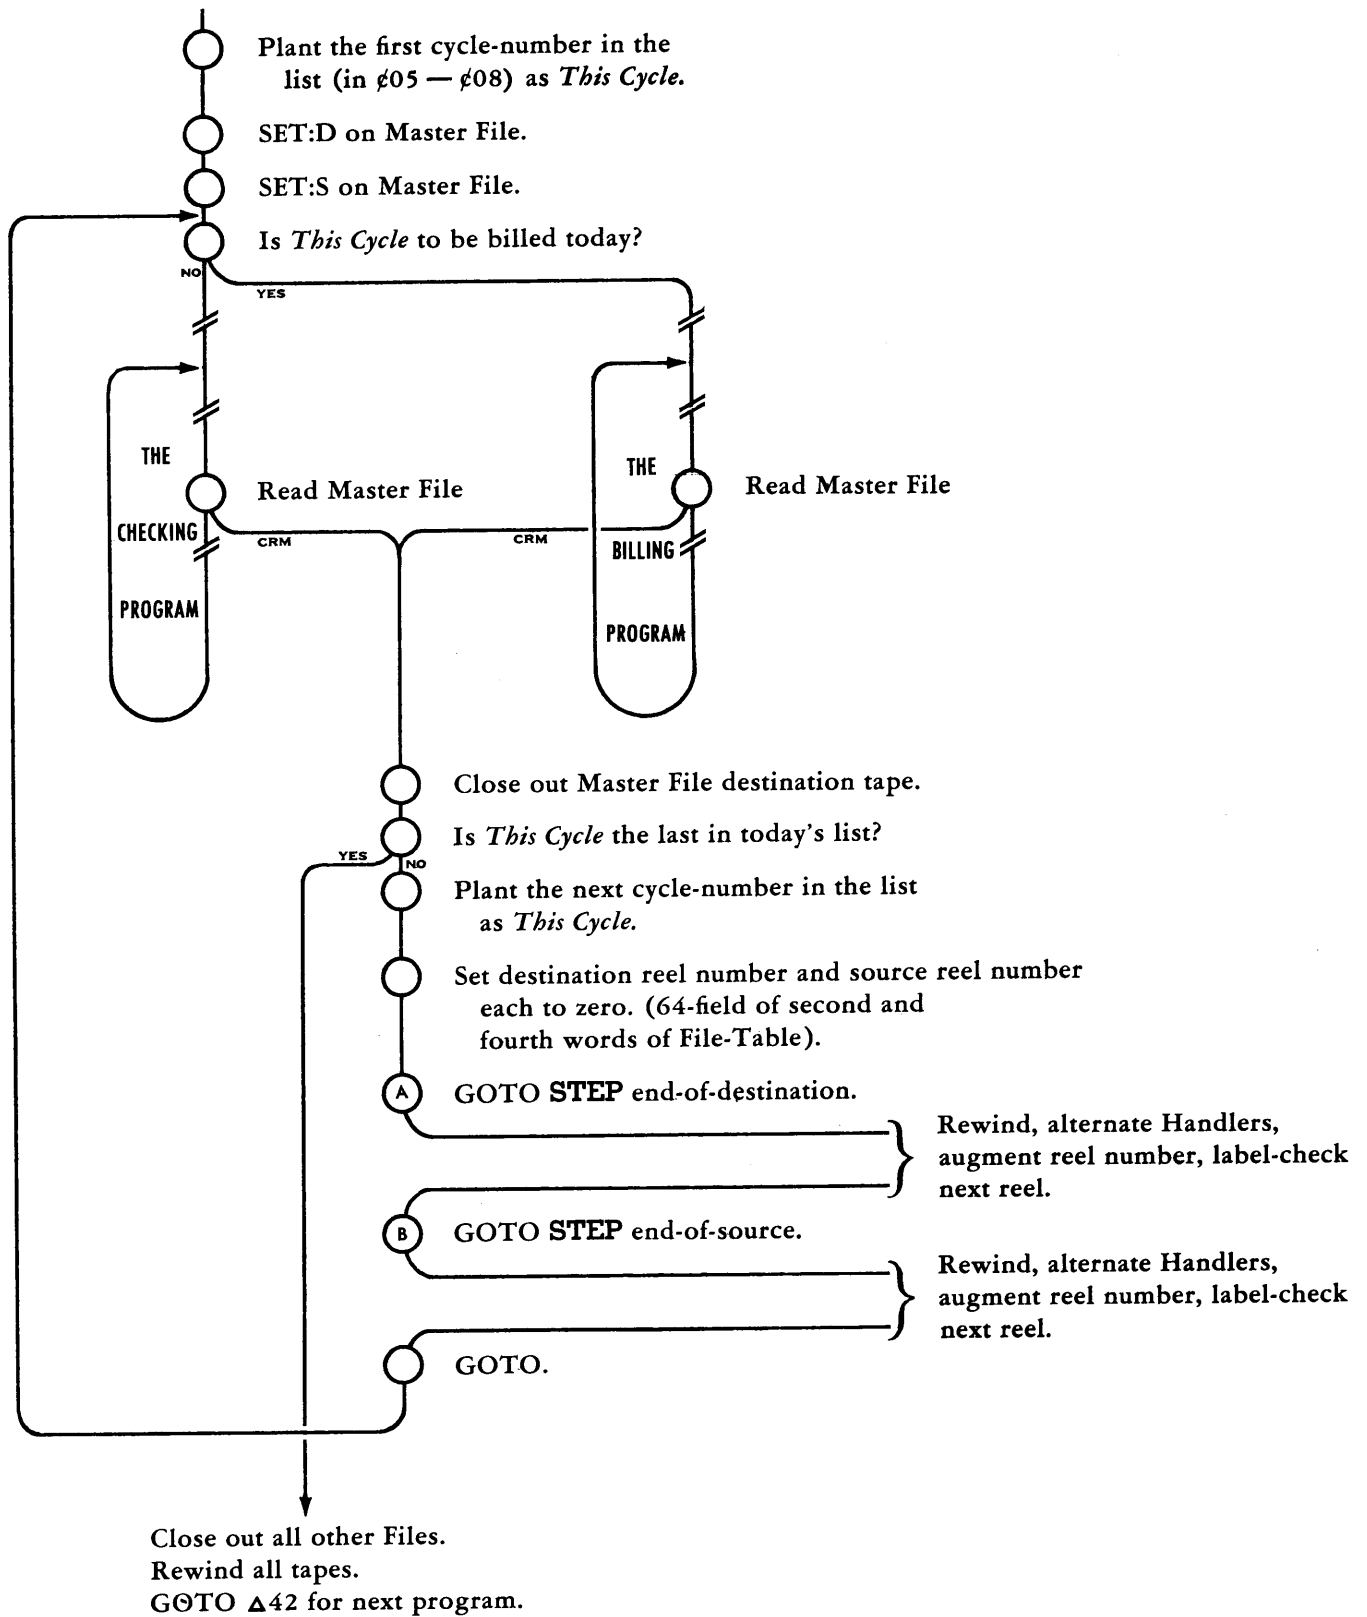 Plant the first cycle-number in the
list (in ¢05 — ¢08) as This Cycle.
SET:D on Master File.
SET:S on Master File.
Is This Cycle to be billed today?
NO
YES
THE
CHECKING
PROGRAM
Read Master File
CRM
THE
BILLING
PROGRAM
Read Master File
CRM
Close out Master File destination tape.
Is This Cycle the last in today's list?
YES
NO
Plant the next cycle-number in the list
as This Cycle.
Set destination reel number and source reel number
each to zero. (64-field of second and
fourth words of File-Table).
A
GOTO STEP end-of-destination.
Rewind, alternate Handlers,
augment reel number, label-check
next reel.
B
GOTO STEP end-of-source.
Rewind, alternate Handlers,
augment reel number, label-check
next reel.
GOTO.
Close out all other Files.
Rewind all tapes.
GOTO Δ42 for next program.